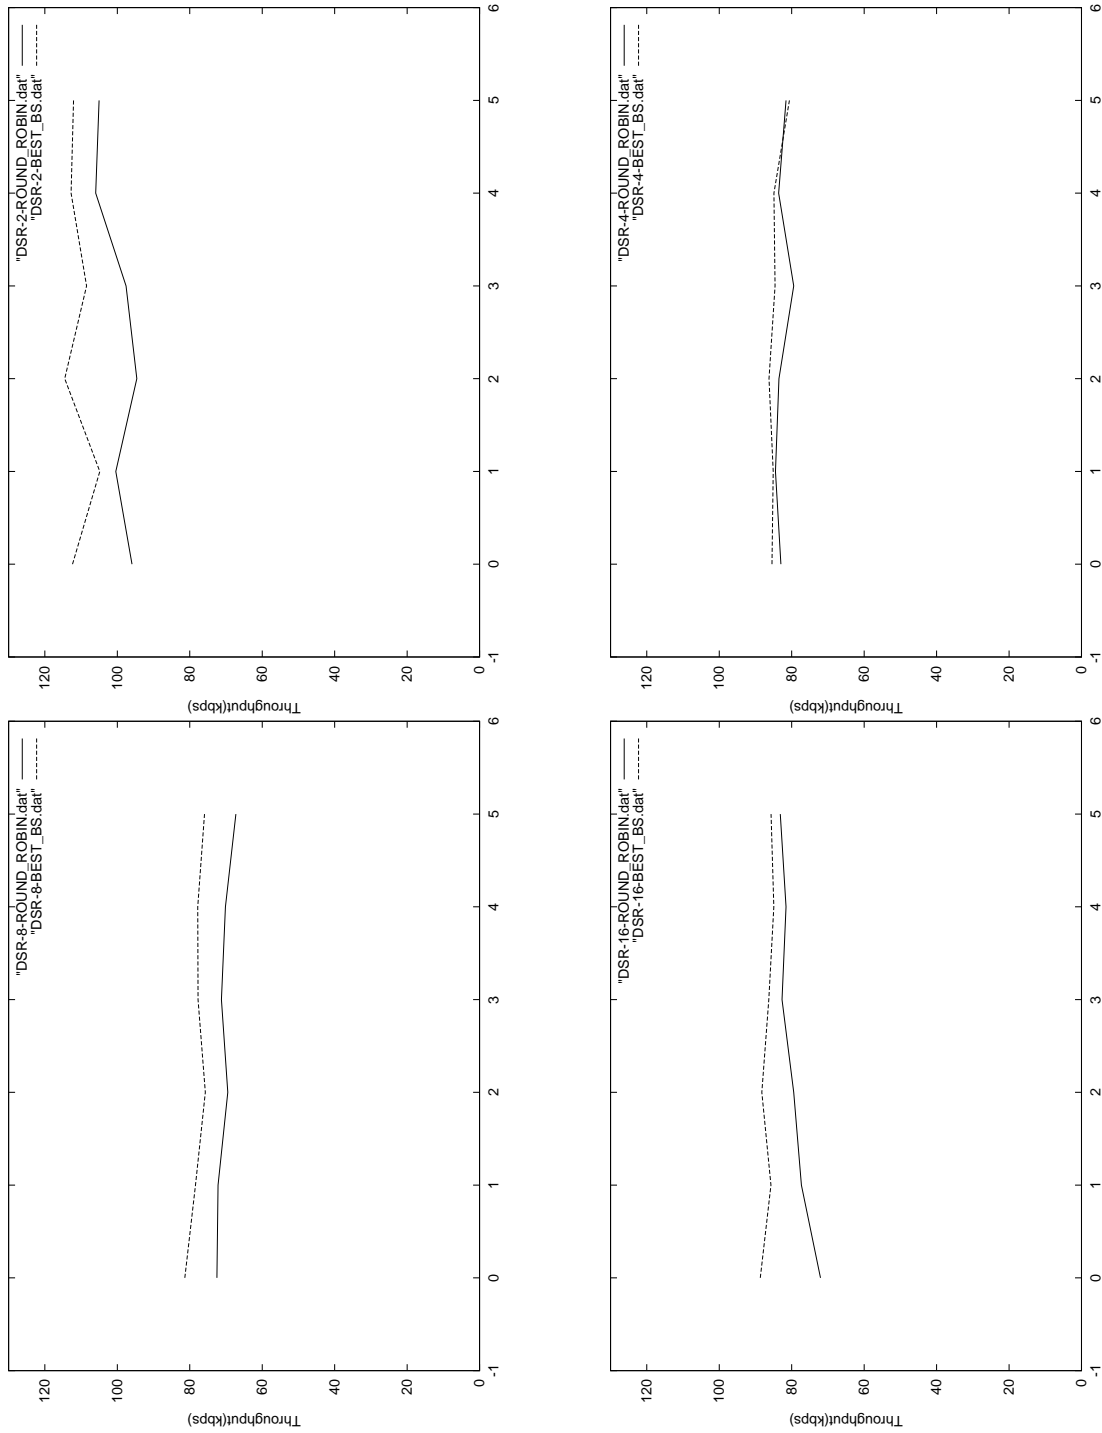 "DSR-8-ROUND_ROBIN.dat"
"DSR-8-BEST_BS.dat"
120
100
80
60
40
20
0
Throughput(kbps)
-1 0 1 2 3 4 5 6
"DSR-2-ROUND_ROBIN.dat"
"DSR-2-BEST_BS.dat"
120
100
80
60
40
20
0
Throughput(kbps)
-1 0 1 2 3 4 5 6
"DSR-16-ROUND_ROBIN.dat"
"DSR-16-BEST_BS.dat"
120
100
80
60
40
20
0
Throughput(kbps)
-1 0 1 2 3 4 5 6
"DSR-4-ROUND_ROBIN.dat"
"DSR-4-BEST_BS.dat"
120
100
80
60
40
20
0
Throughput(kbps)
-1 0 1 2 3 4 5 6